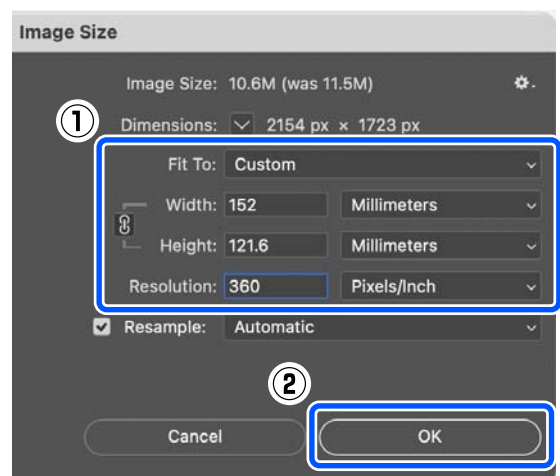 Image Size
Image Size: 10.6M (was 11.5M)
①
Dimensions: 2154 px × 1723 px
Fit To: Custom
Width: 152 Millimeters
Height: 121.6 Millimeters
Resolution: 360 Pixels/Inch
Resample: Automatic
②
Cancel OK